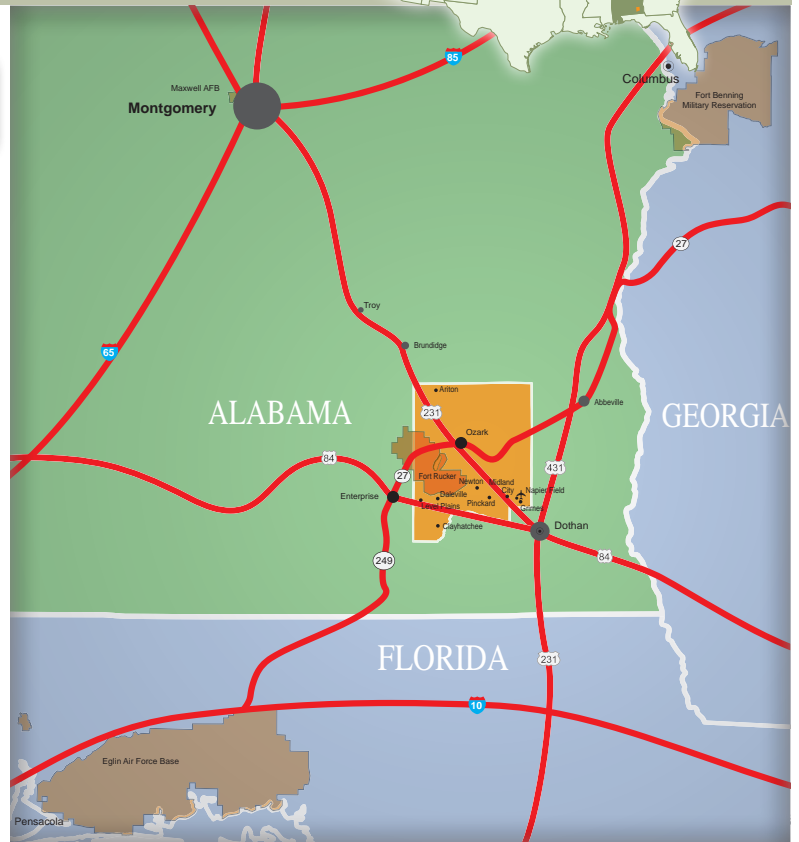 85
Columbus
Maxwell AFB
Montgomery
Fort Benning
Military Reservation
27
Troy
Brundidge
65
Ariton
ALABAMA
231
Abbeville
GEORGIA
Ozark
84
431
27
Fort Rucker
Newton
Midland
City
Napier Field
Enterprise
Daleville
Pinckard
Level Plains
Grimes
Clayhatchee
Dothan
249
84
FLORIDA
231
10
Eglin Air Force Base
Pensacola